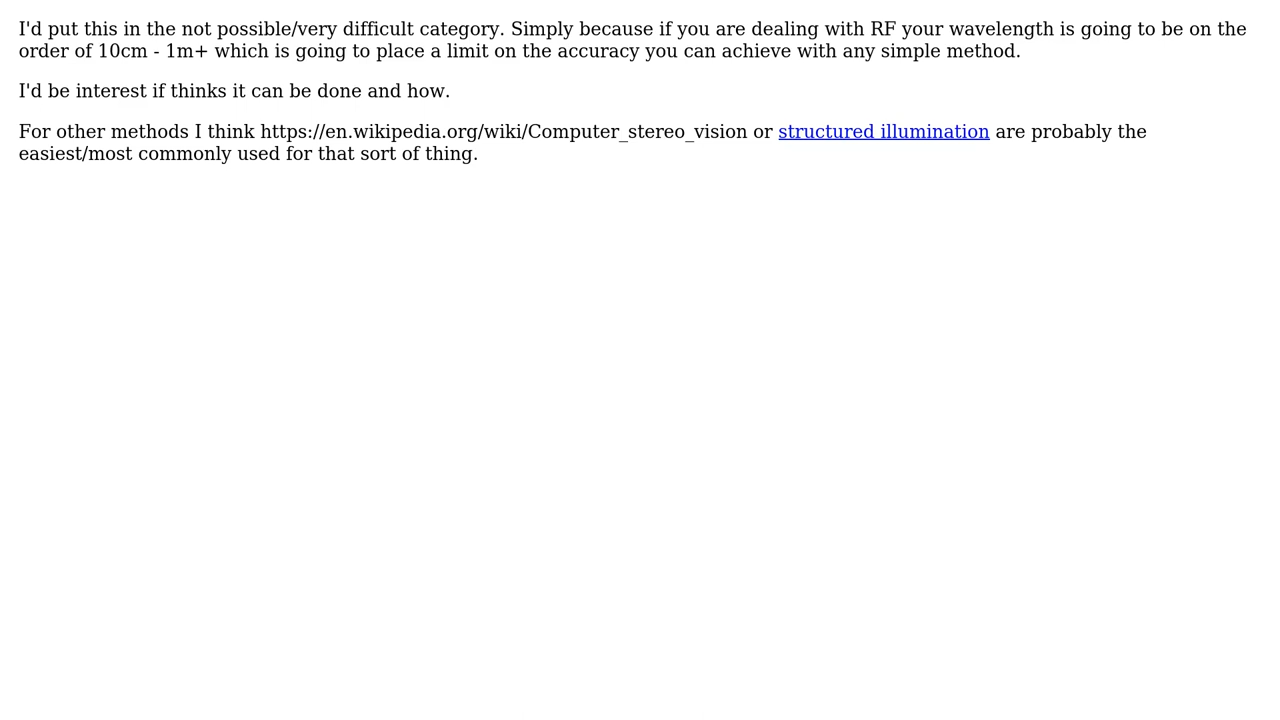 I'd put this in the not possible/very difficult category. Simply because if you are dealing with RF your wavelength is going to be on the
order of 10cm - 1m+ which is going to place a limit on the accuracy you can achieve with any simple method.
I'd be interest if thinks it can be done and how.
For other methods I think https://en.wikipedia.org/wiki/Computer_stereo_vision or structured illumination are probably the
easiest/most commonly used for that sort of thing.